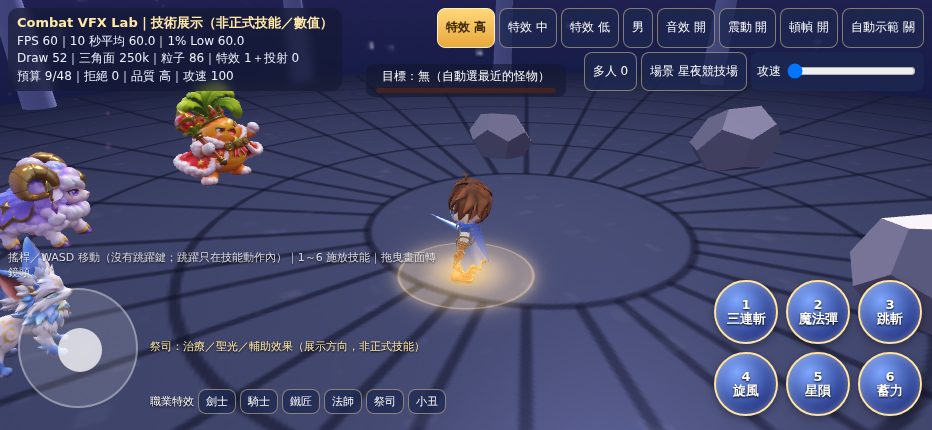 Combat VFX Lab｜技術展示（非正式技能／數值）
FPS 60｜10 秒平均 60.0｜1% Low 60.0
Draw 52｜三角面 250k｜粒子 86｜特效 1＋投射 0
預算 9/48｜拒絕 0｜品質 高｜攻速 100
特效 高
特效 中
特效 低
男
音效 開
震動 開
頓幀 開
自動示範 關
多人 0
場景 星夜競技場
攻速
目標：無（自動選最近的怪物）
搖桿／WASD 移動（沒有跳躍鍵；跳躍只在技能動作內）｜1～6 施放技能｜拖曳畫面轉
鏡頭
祭司：治療／聖光／輔助效果（展示方向，非正式技能）
職業特效
劍士
騎士
鐵匠
法師
祭司
小丑
1
三連斬
2
魔法彈
3
跳斬
4
旋風
5
星隕
6
蓄力